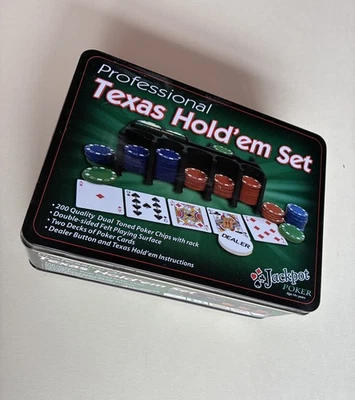 Professional
Texas Hold'em Set
• 200 Quality Dual Toned Poker Chips with rack
• Double-sided Felt Playing Surface
• Two Decks of Poker Cards
• Dealer Button and Texas Hold'em Instructions
DEALER
Jackpot
POKER